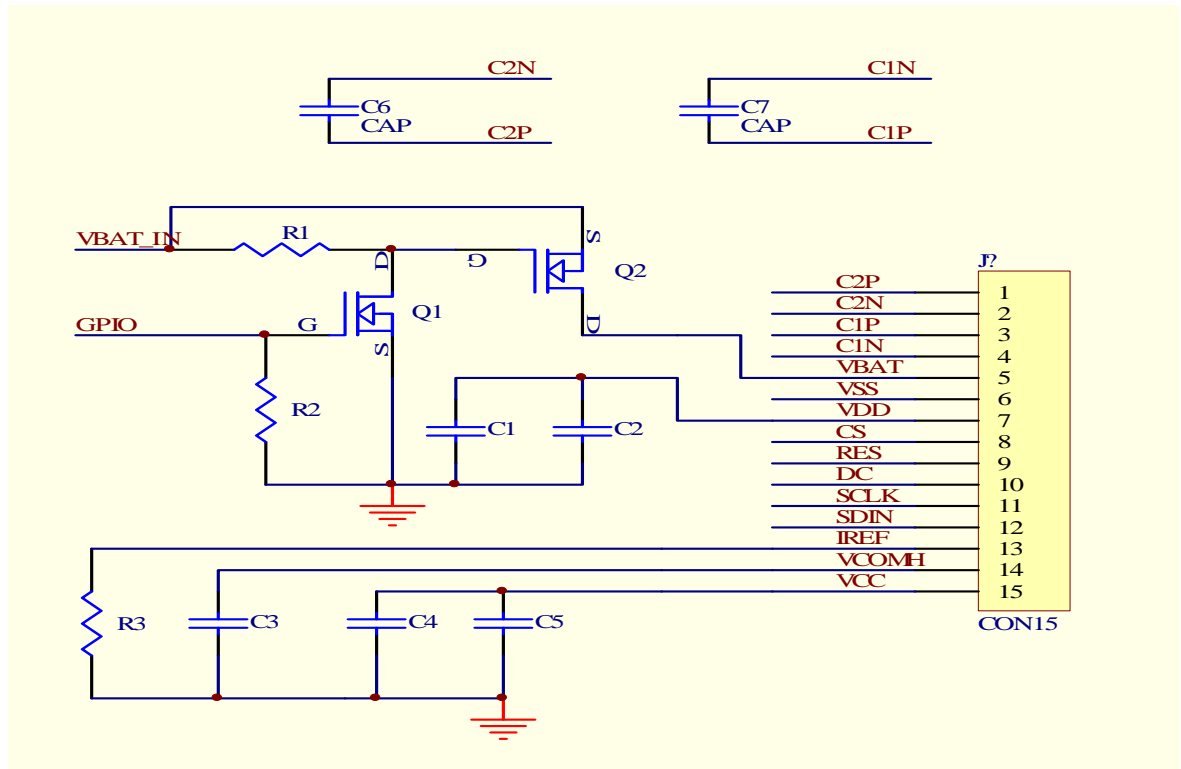 C2N
C6
CAP
C2P
C1N
C7
CAP
C1P
VBAT_IN
R1
D
G
S
Q2
D
GPIO
G
Q1
S
R2
C1
C2
J?
C2P 1
C2N 2
C1P 3
C1N 4
VBAT 5
VSS 6
VDD 7
CS 8
RES 9
DC 10
SCLK 11
SDIN 12
IREF 13
VCOMH 14
VCC 15
CON15
R3
C3
C4
C5